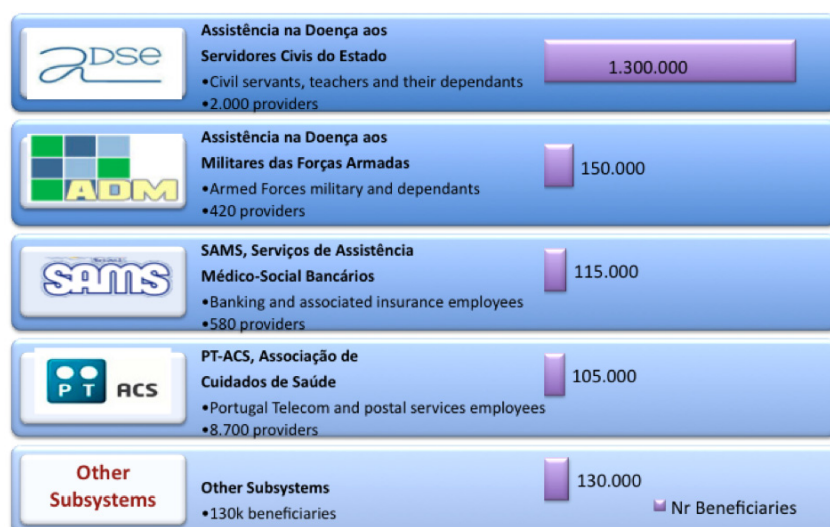 ADSE
Assistência na Doença aos
Servidores Civis do Estado
•Civil servants, teachers and their dependants
•2.000 providers
1.300.000
ADM
Assistência na Doença aos
Militares das Forças Armadas
•Armed Forces military and dependants
•420 providers
150.000
SAMS
SAMS, Serviços de Assistência
Médico-Social Bancários
•Banking and associated insurance employees
•580 providers
115.000
PT ACS
PT-ACS, Associação de
Cuidados de Saúde
•Portugal Telecom and postal services employees
•8.700 providers
105.000
Other
Subsystems
Other Subsystems
•130k beneficiaries
130.000
Nr Beneficiaries